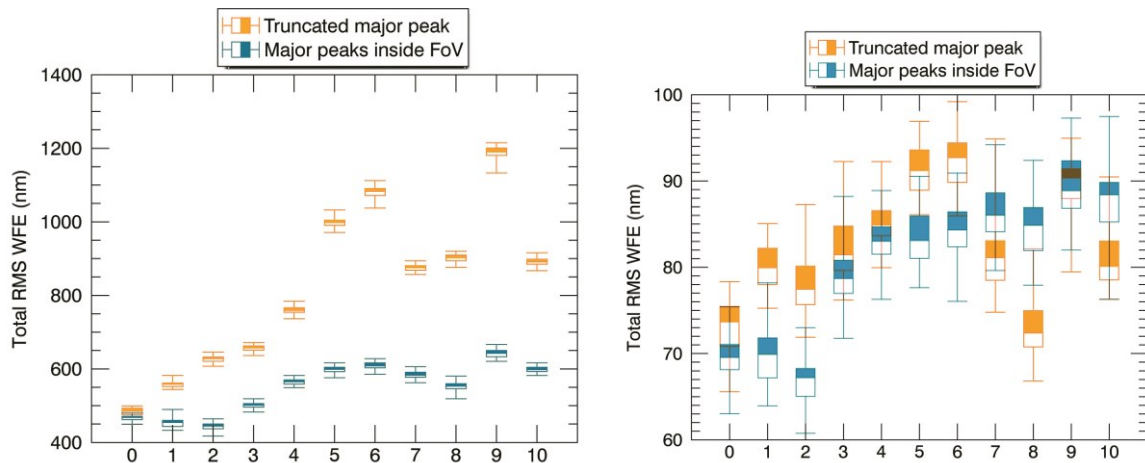 Truncated major peak
Major peaks inside FoV
Total RMS WFE (nm)
1400
1200
1000
800
600
400
0 1 2 3 4 5 6 7 8 9 10
Truncated major peak
Major peaks inside FoV
Total RMS WFE (nm)
100
90
80
70
60
0 1 2 3 4 5 6 7 8 9 10